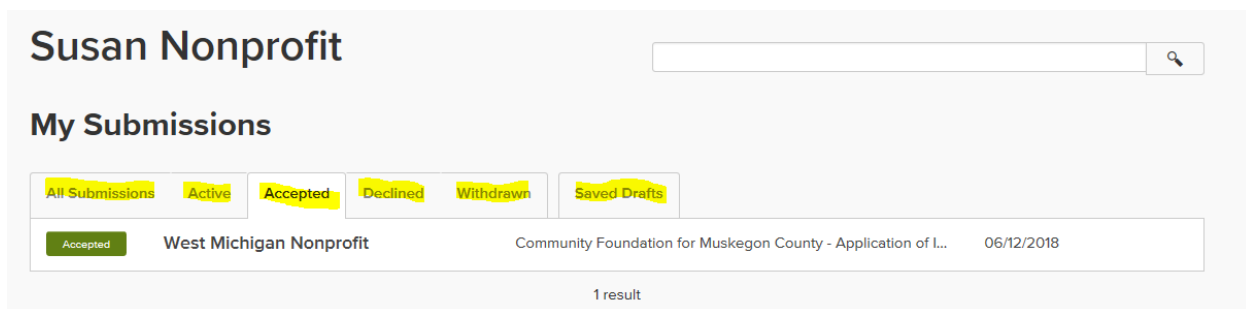 Susan Nonprofit
My Submissions
All Submissions Active Accepted Declined Withdrawn Saved Drafts
Accepted West Michigan Nonprofit Community Foundation for Muskegon County - Application of I... 06/12/2018
1 result